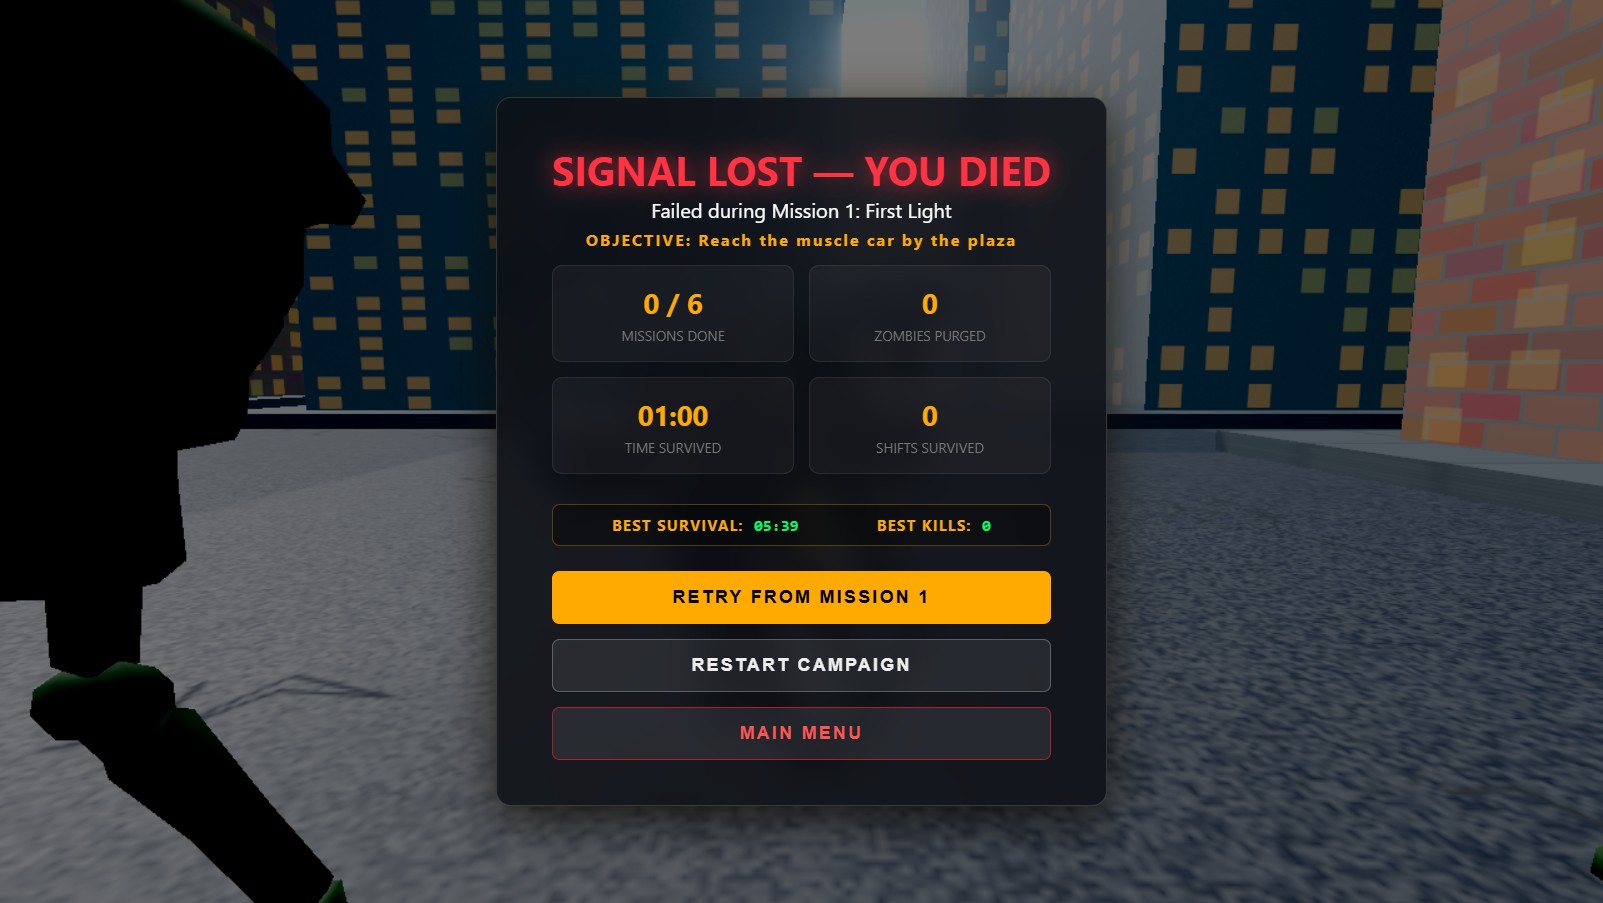 SIGNAL LOST — YOU DIED
Failed during Mission 1: First Light
OBJECTIVE: Reach the muscle car by the plaza
0 / 6
MISSIONS DONE
0
ZOMBIES PURGED
01:00
TIME SURVIVED
0
SHIFTS SURVIVED
BEST SURVIVAL: 05:39
BEST KILLS: 0
RETRY FROM MISSION 1
RESTART CAMPAIGN
MAIN MENU